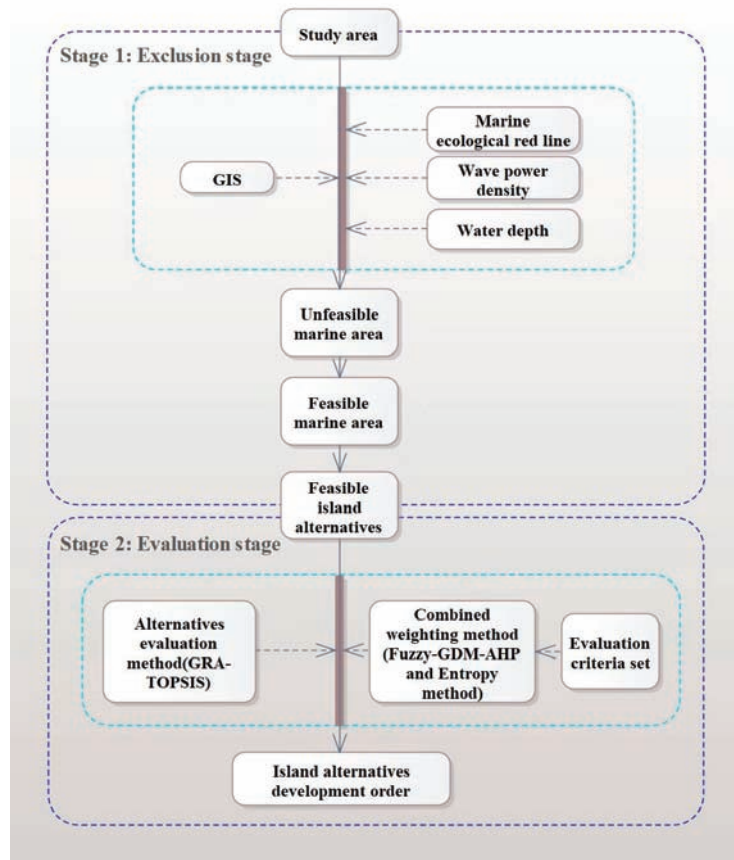 Study area
Stage 1: Exclusion stage
Marine
ecological red line
GIS
Wave power
density
Water depth
Unfeasible
marine area
Feasible
marine area
Feasible
island
alternatives
Stage 2: Evaluation stage
Alternatives
evaluation
method(GRA-
TOPSIS)
Combined
weighting method
(Fuzzy-GDM-AHP
and Entropy
method)
Evaluation
criteria set
Island alternatives
development order